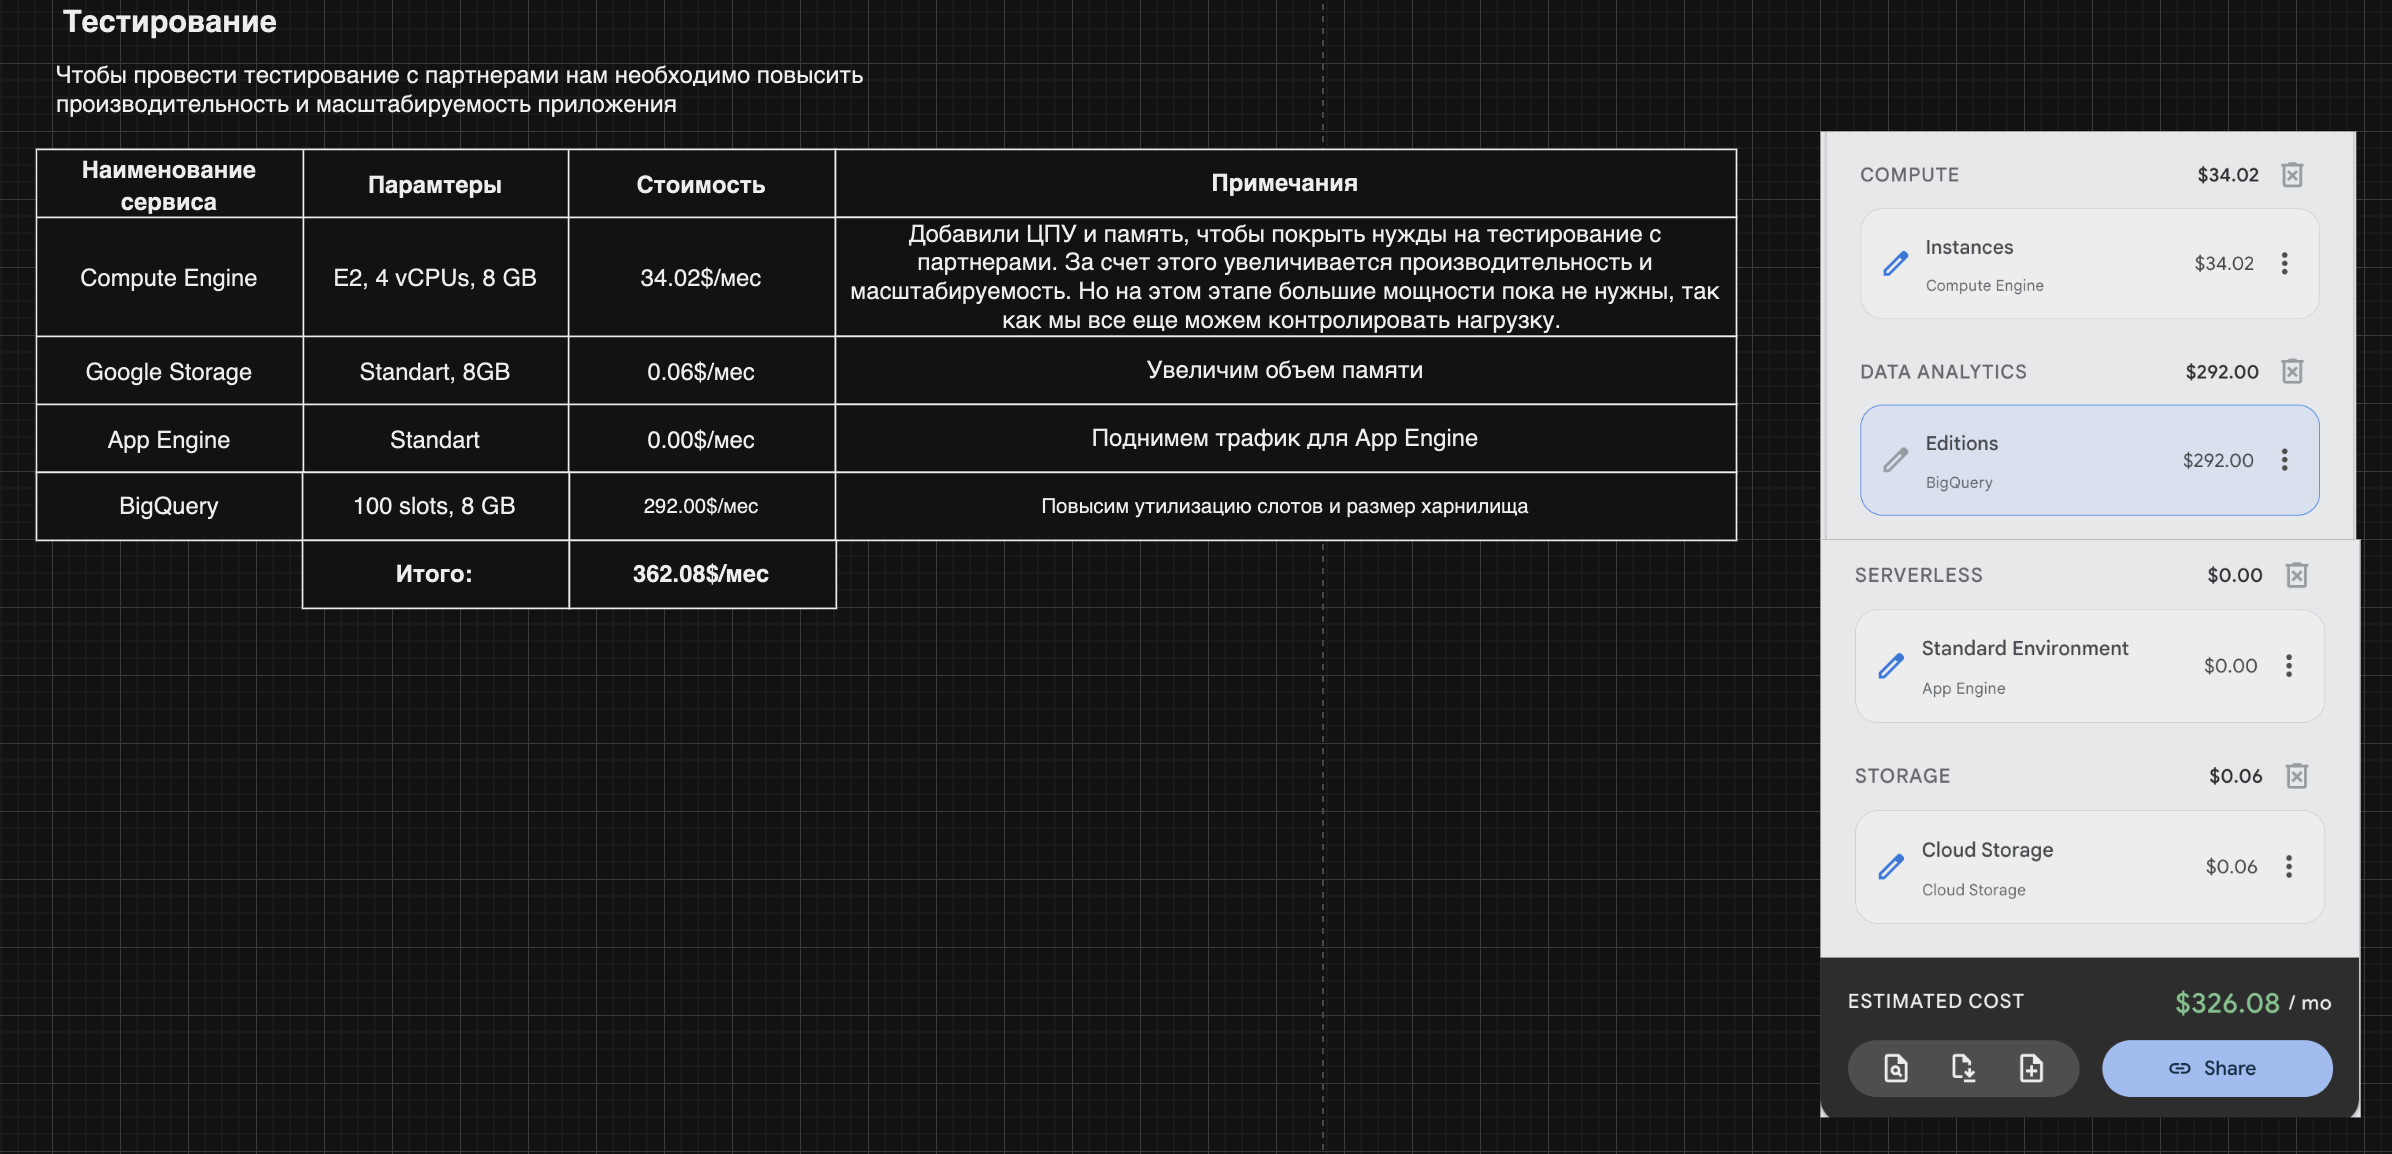 Тестирование
Чтобы провести тестирование с партнерами нам необходимо повысить
производительность и масштабируемость приложения
Наименование
сервиса
Парамтеры
Стоимость
Примечания
Compute Engine
E2, 4 vCPUs, 8 GB
34.02$/мес
Добавили ЦПУ и память, чтобы покрыть нужды на тестирование с
партнерами. За счет этого увеличивается производительность и
масштабируемость. Но на этом этапе большие мощности пока не нужны, так
как мы все еще можем контролировать нагрузку.
Google Storage
Standart, 8GB
0.06$/мес
Увеличим объем памяти
App Engine
Standart
0.00$/мес
Поднимем трафик для App Engine
BigQuery
100 slots, 8 GB
292.00$/мес
Повысим утилизацию слотов и размер харнилища
Итого:
362.08$/мес
COMPUTE
$34.02
Instances
Compute Engine
$34.02
DATA ANALYTICS
$292.00
Editions
BigQuery
$292.00
SERVERLESS
$0.00
Standard Environment
App Engine
$0.00
STORAGE
$0.06
Cloud Storage
Cloud Storage
$0.06
ESTIMATED COST
$326.08 / mo
Share